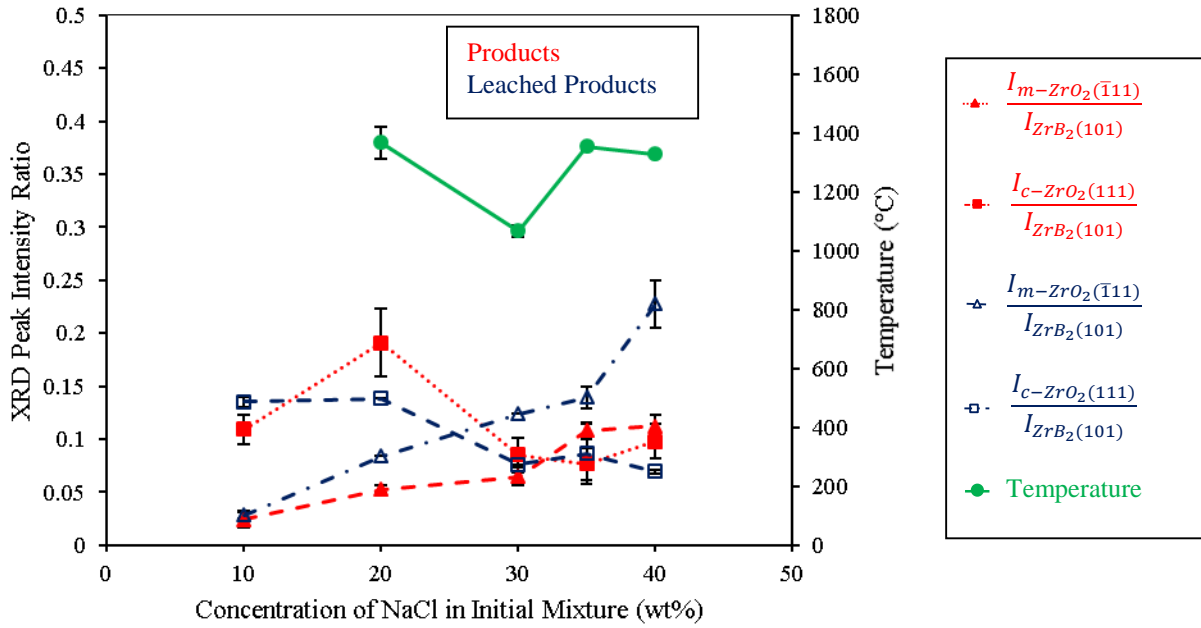 0.5
0.45
0.4
0.35
0.3
0.25
0.2
0.15
0.1
0.05
0
XRD Peak Intensity Ratio
0
10
20
30
40
50
Concentration of NaCl in Initial Mixture (wt%)
1800
1600
1400
1200
1000
800
600
400
200
0
Temperature (°C)
Products
Leached Products
I_{m-ZrO_2(\bar{1}11)}
I_{ZrB_2(101)}
I_{c-ZrO_2(111)}
I_{ZrB_2(101)}
I_{m-ZrO_2(\bar{1}11)}
I_{ZrB_2(101)}
I_{c-ZrO_2(111)}
I_{ZrB_2(101)}
Temperature